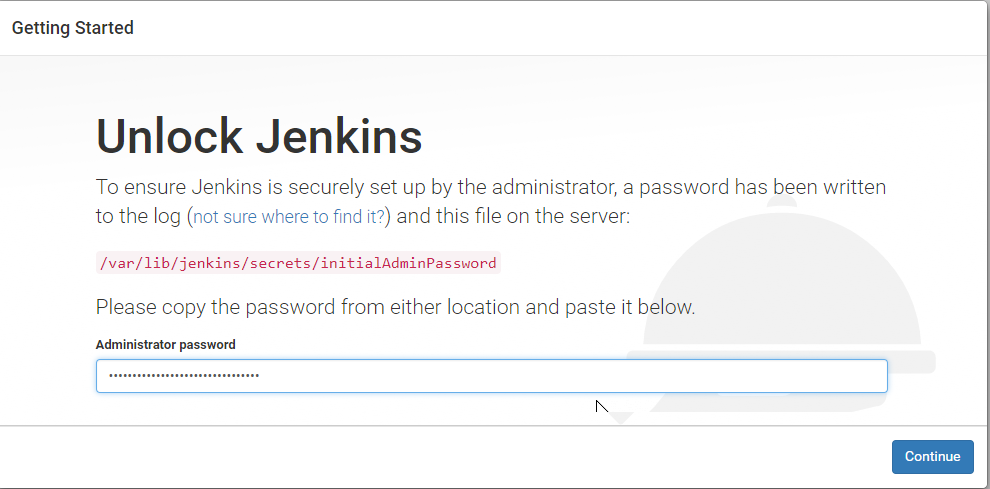 Getting Started
Unlock Jenkins
To ensure Jenkins is securely set up by the administrator, a password has been written
to the log (not sure where to find it?) and this file on the server:
/var/lib/jenkins/secrets/initialAdminPassword
Please copy the password from either location and paste it below.
Administrator password
••••••••••••••••••••••••••••••••
Continue